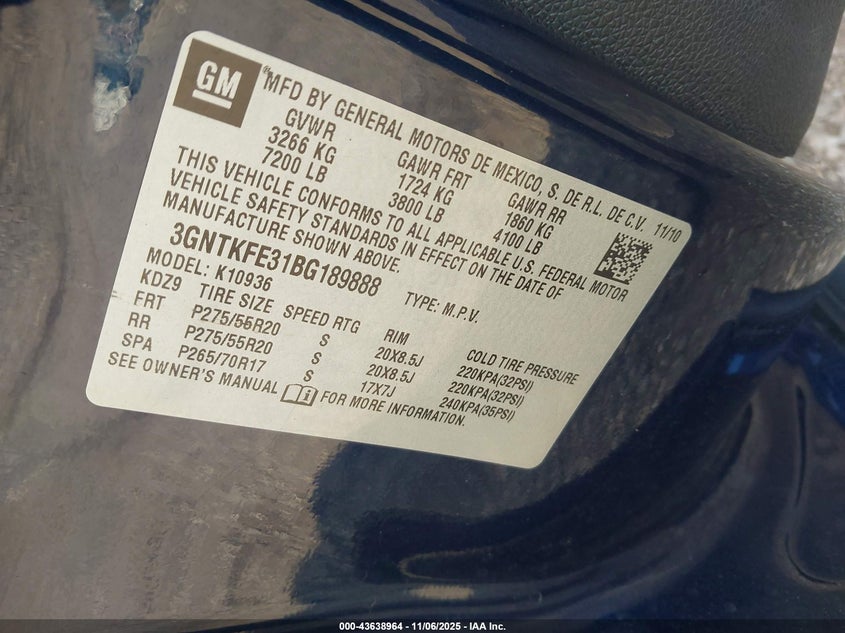 GM
MFD BY GENERAL MOTORS DE MEXICO, S. DE R.L. DE C.V. 11/10
GVWR GAWR FRT GAWR RR
3266 KG 1724 KG 1860 KG
7200 LB 3800 LB 4100 LB
THIS VEHICLE CONFORMS TO ALL APPLICABLE U.S. FEDERAL MOTOR
VEHICLE SAFETY STANDARDS IN EFFECT ON THE DATE OF
MANUFACTURE SHOWN ABOVE.
3GNTKFE31BG189888 TYPE: M.P.V.
MODEL: K10936
KDZ9 TIRE SIZE SPEED RTG RIM COLD TIRE PRESSURE
FRT P275/55R20 S 20X8.5J 220KPA(32PSI)
RR P275/55R20 S 20X8.5J 220KPA(32PSI)
SPA P265/70R17 S 17X7J 240KPA(35PSI)
SEE OWNER'S MANUAL FOR MORE INFORMATION.
000-43638964 - 11/06/2025 - IAA Inc.